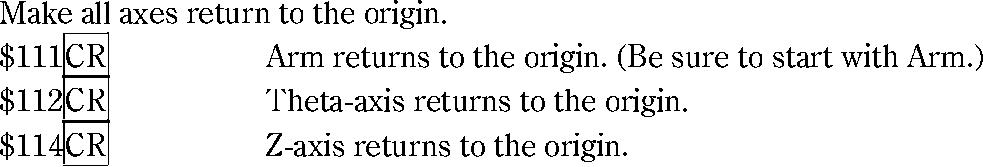 Make all axes return to the origin.
$111CR Arm returns to the origin. (Be sure to start with Arm.)
$112CR Theta-axis returns to the origin.
$114CR Z-axis returns to the origin.